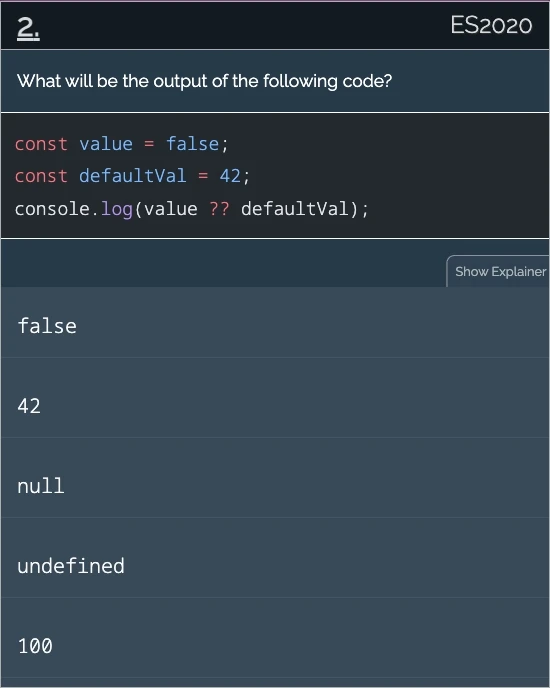 2.
ES2020
What will be the output of the following code?
const value = false;
const defaultVal = 42;
console.log(value ?? defaultVal);
Show Explainer
false
42
null
undefined
100